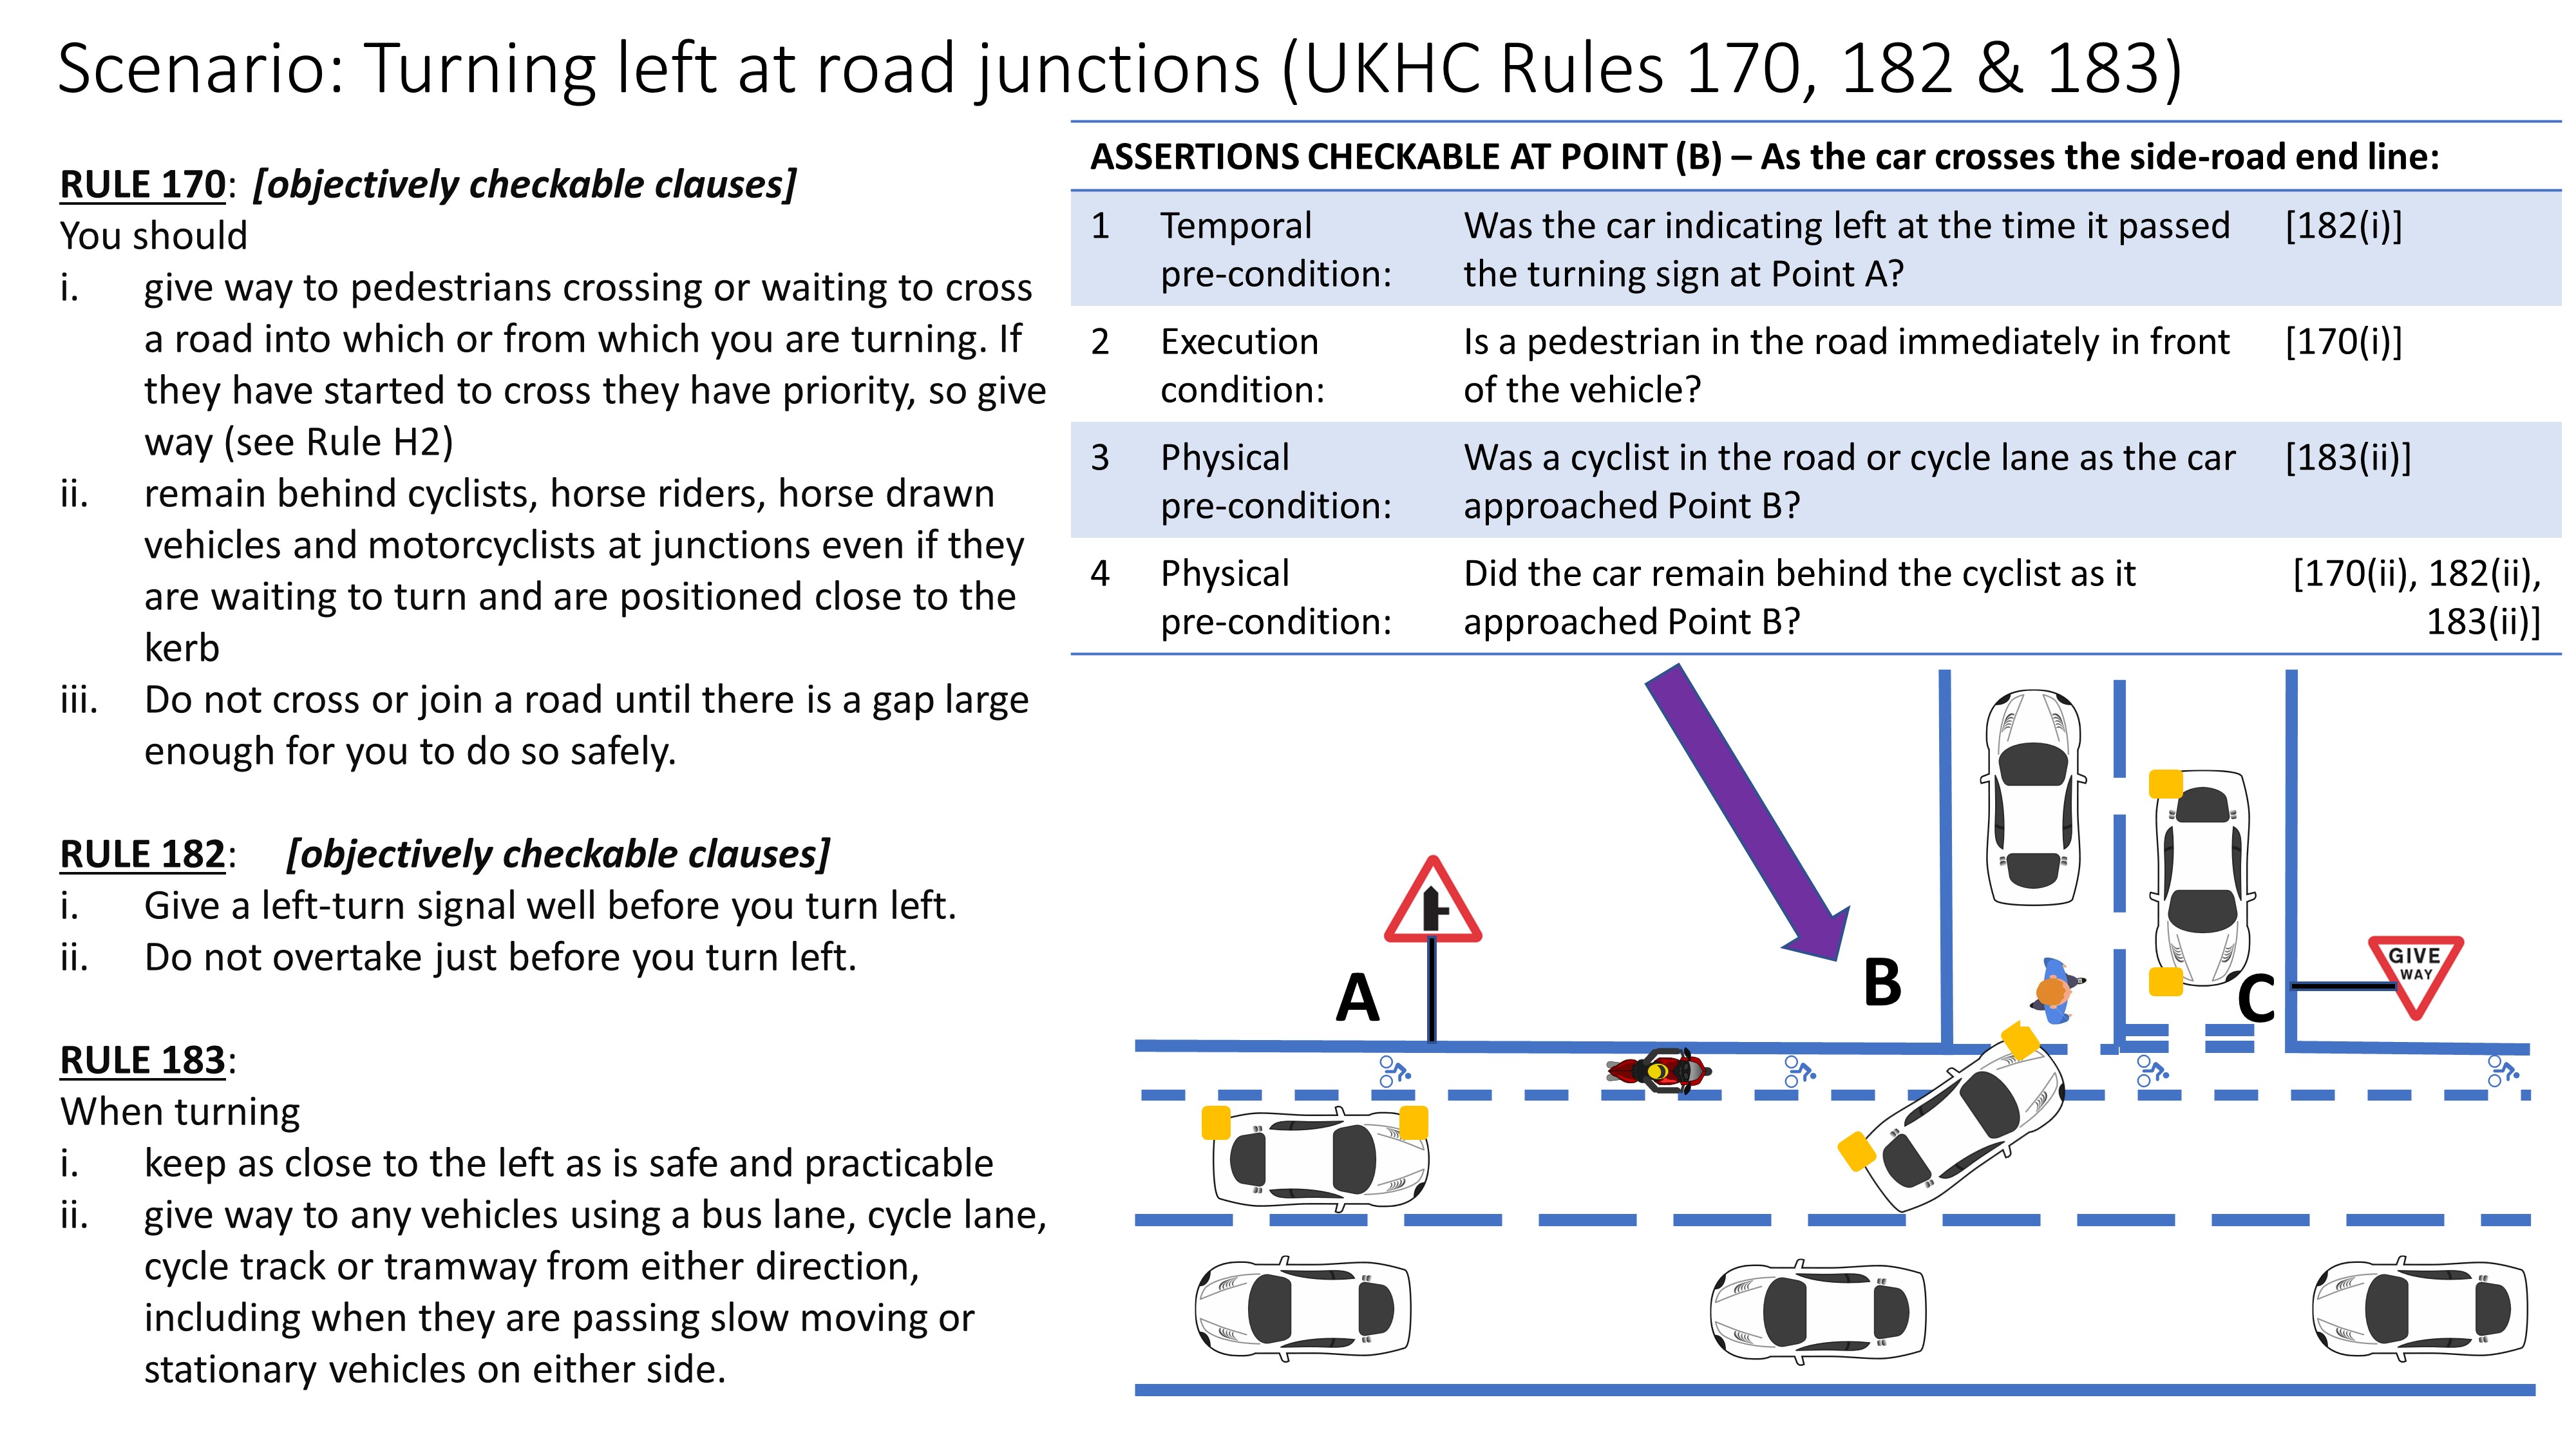 Scenario: Turning left at road junctions (UKHC Rules 170, 182 & 183)
RULE 170: [objectively checkable clauses]
You should
i. give way to pedestrians crossing or waiting to cross
a road into which or from which you are turning. If
they have started to cross they have priority, so give
way (see Rule H2)
ii. remain behind cyclists, horse riders, horse drawn
vehicles and motorcyclists at junctions even if they
are waiting to turn and are positioned close to the
kerb
iii. Do not cross or join a road until there is a gap large
enough for you to do so safely.
RULE 182: [objectively checkable clauses]
i. Give a left-turn signal well before you turn left.
ii. Do not overtake just before you turn left.
RULE 183:
When turning
i. keep as close to the left as is safe and practicable
ii. give way to any vehicles using a bus lane, cycle lane,
cycle track or tramway from either direction,
including when they are passing slow moving or
stationary vehicles on either side.
ASSERTIONS CHECKABLE AT POINT (B) – As the car crosses the side-road end line:
1 Temporal Was the car indicating left at the time it passed [182(i)]
pre-condition: the turning sign at Point A?
2 Execution Is a pedestrian in the road immediately in front [170(i)]
condition: of the vehicle?
3 Physical Was a cyclist in the road or cycle lane as the car [183(ii)]
pre-condition: approached Point B?
4 Physical Did the car remain behind the cyclist as it [170(ii), 182(ii),
pre-condition: approached Point B? 183(ii)]
A
B
C
GIVE
WAY